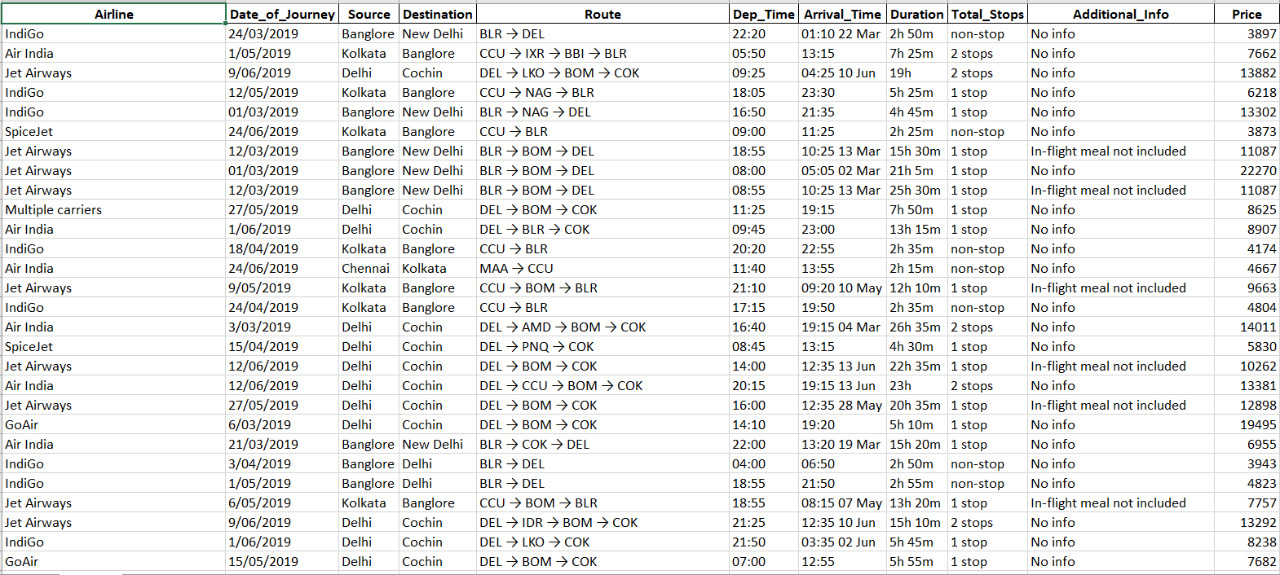 Airline Date_of_Journey Source Destination Route Dep_Time Arrival_Time Duration Total_Stops Additional_Info Price
IndiGo 24/03/2019 Banglore New Delhi BLR → DEL 22:20 01:10 22 Mar 2h 50m non-stop No info 3897
Air India 1/05/2019 Kolkata Banglore CCU → IXR → BBI → BLR 05:50 13:15 7h 25m 2 stops No info 7662
Jet Airways 9/06/2019 Delhi Cochin DEL → LKO → BOM → COK 09:25 04:25 10 Jun 19h 2 stops No info 13882
IndiGo 12/05/2019 Kolkata Banglore CCU → NAG → BLR 18:05 23:30 5h 25m 1 stop No info 6218
IndiGo 01/03/2019 Banglore New Delhi BLR → NAG → DEL 16:50 21:35 4h 45m 1 stop No info 13302
SpiceJet 24/06/2019 Kolkata Banglore CCU → BLR 09:00 11:25 2h 25m non-stop No info 3873
Jet Airways 12/03/2019 Banglore New Delhi BLR → BOM → DEL 18:55 10:25 13 Mar 15h 30m 1 stop In-flight meal not included 11087
Jet Airways 01/03/2019 Banglore New Delhi BLR → BOM → DEL 08:00 05:05 02 Mar 21h 5m 1 stop No info 22270
Jet Airways 12/03/2019 Banglore New Delhi BLR → BOM → DEL 08:55 10:25 13 Mar 25h 30m 1 stop In-flight meal not included 11087
Multiple carriers 27/05/2019 Delhi Cochin DEL → BOM → COK 11:25 19:15 7h 50m 1 stop No info 8625
Air India 1/06/2019 Delhi Cochin DEL → BLR → COK 09:45 23:00 13h 15m 1 stop No info 8907
IndiGo 18/04/2019 Kolkata Banglore CCU → BLR 20:20 22:55 2h 35m non-stop No info 4174
Air India 24/06/2019 Chennai Kolkata MAA → CCU 11:40 13:55 2h 15m non-stop No info 4667
Jet Airways 9/05/2019 Kolkata Banglore CCU → BOM → BLR 21:10 09:20 10 May 12h 10m 1 stop In-flight meal not included 9663
IndiGo 24/04/2019 Kolkata Banglore CCU → BLR 17:15 19:50 2h 35m non-stop No info 4804
Air India 3/03/2019 Delhi Cochin DEL → AMD → BOM → COK 16:40 19:15 04 Mar 26h 35m 2 stops No info 14011
SpiceJet 15/04/2019 Delhi Cochin DEL → PNQ → COK 08:45 13:15 4h 30m 1 stop No info 5830
Jet Airways 12/06/2019 Delhi Cochin DEL → BOM → COK 14:00 12:35 13 Jun 22h 35m 1 stop In-flight meal not included 10262
Air India 12/06/2019 Delhi Cochin DEL → CCU → BOM → COK 20:15 19:15 13 Jun 23h 2 stops No info 13381
Jet Airways 27/05/2019 Delhi Cochin DEL → BOM → COK 16:00 12:35 28 May 20h 35m 1 stop In-flight meal not included 12898
GoAir 6/03/2019 Delhi Cochin DEL → BOM → COK 14:10 19:20 5h 10m 1 stop No info 19495
Air India 21/03/2019 Banglore New Delhi BLR → COK → DEL 22:00 13:20 19 Mar 15h 20m 1 stop No info 6955
IndiGo 3/04/2019 Banglore Delhi BLR → DEL 04:00 06:50 2h 50m non-stop No info 3943
IndiGo 1/05/2019 Banglore Delhi BLR → DEL 18:55 21:50 2h 55m non-stop No info 4823
Jet Airways 6/05/2019 Kolkata Banglore CCU → BOM → BLR 18:55 08:15 07 May 13h 20m 1 stop In-flight meal not included 7757
Jet Airways 9/06/2019 Delhi Cochin DEL → IDR → BOM → COK 21:25 12:35 10 Jun 15h 10m 2 stops No info 13292
IndiGo 1/06/2019 Delhi Cochin DEL → LKO → COK 21:50 03:35 02 Jun 5h 45m 1 stop No info 8238
GoAir 15/05/2019 Delhi Cochin DEL → BOM → COK 07:00 12:55 5h 55m 1 stop No info 7682